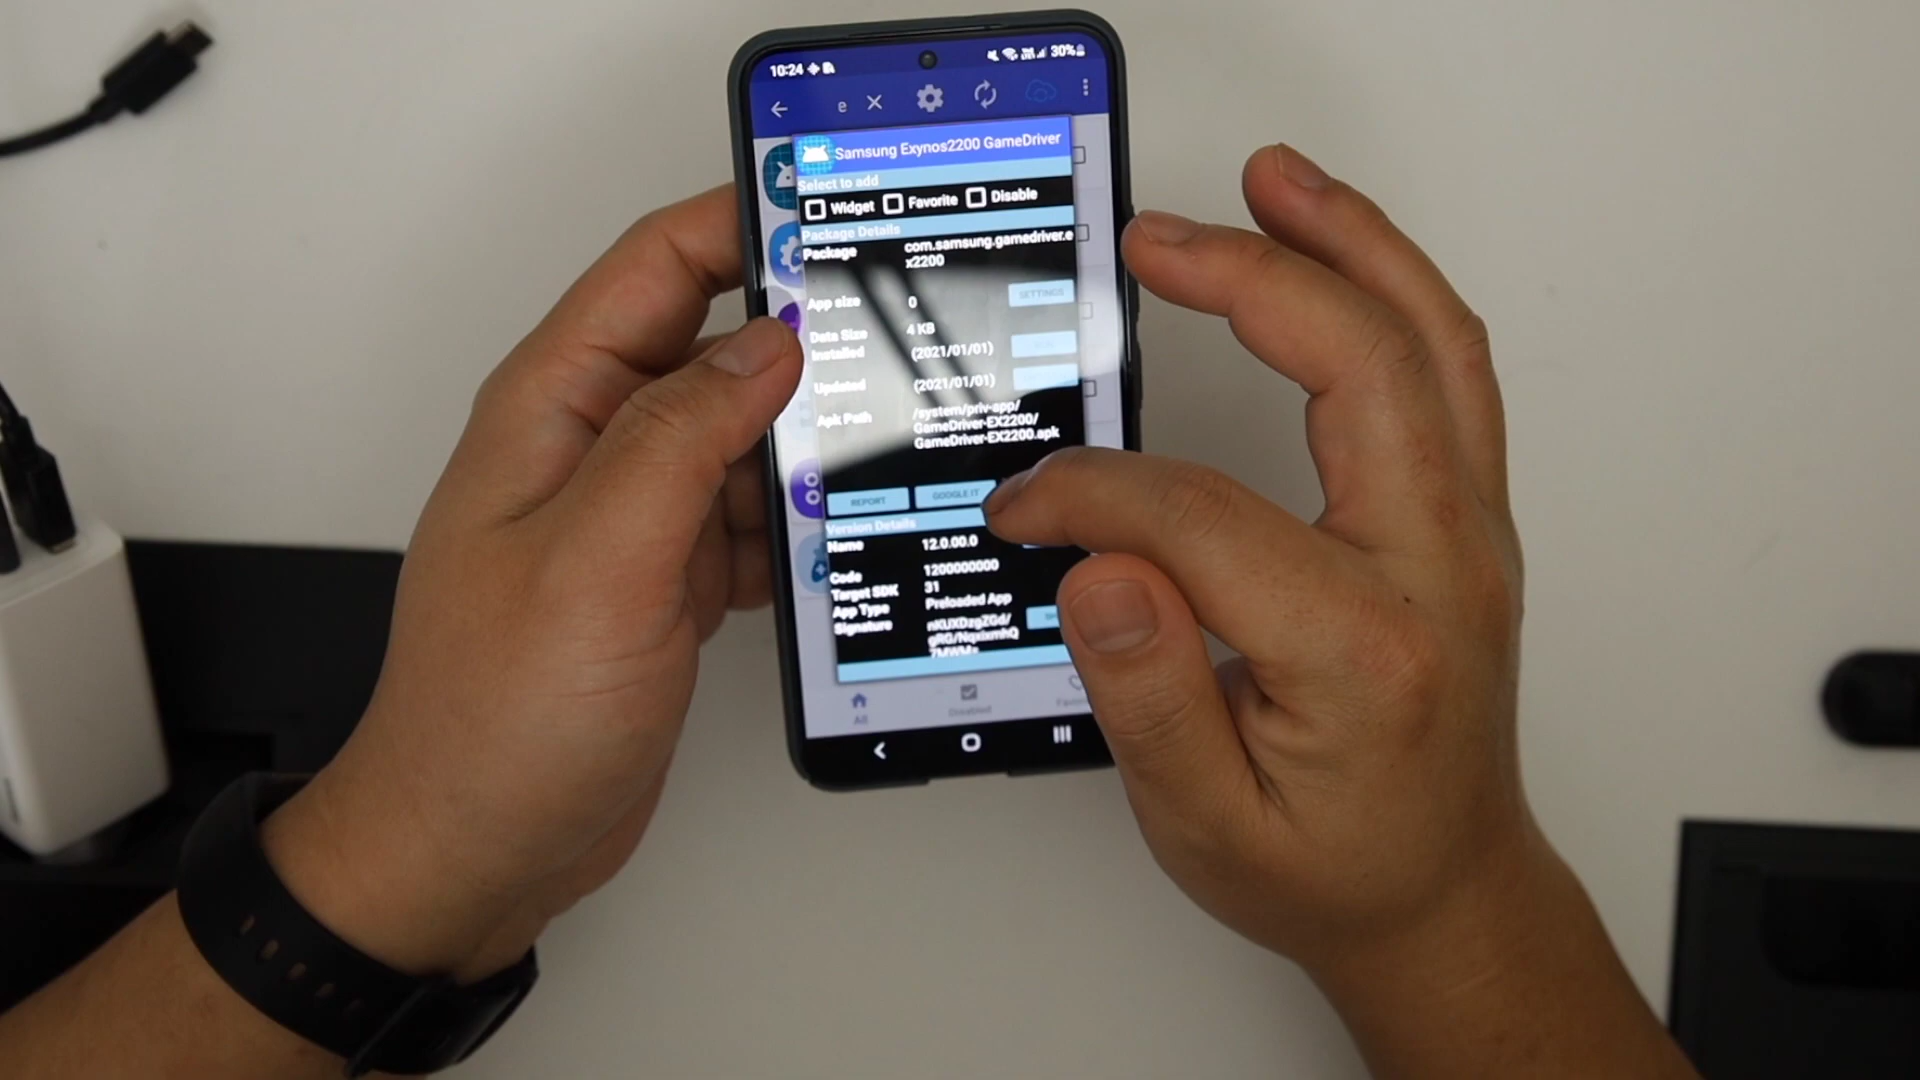 10:24
30%
e
Samsung Exynos2200 GameDriver
Select to add
Widget Favorite Disable
Package Details
Package com.samsung.gamedriver.e
x2200
App size 0 SETTINGS
Data Size 4 KB
Installed (2021/01/01)
Updated (2021/01/01)
Apk Path /system/priv-app/
GameDriver-EX2200/
GameDriver-EX2200.apk
REPORT GOOGLE IT
Version Details
Name 12.0.00.0
Code 1200000000
Target SDK 31
App Type Preloaded App
Signature nKUXDzgZGd/
gRG/NqxixmhQ
7MWM=
All Disabled